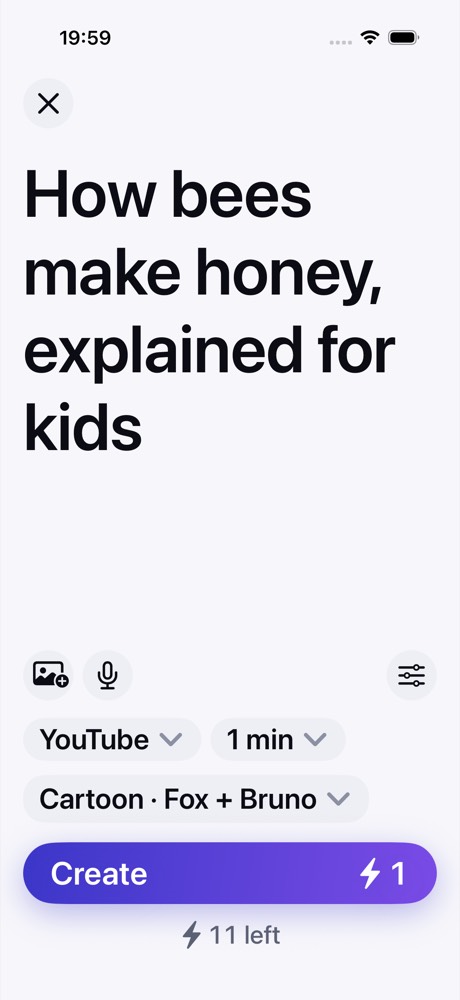 19:59
How bees
make honey,
explained for
kids
YouTube
1 min
Cartoon · Fox + Bruno
Create
1
11 left